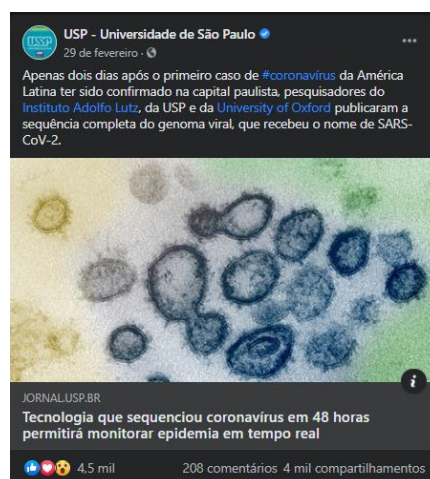 USP
USP - Universidade de São Paulo
29 de fevereiro ·
Apenas dois dias após o primeiro caso de #coronavírus da América
Latina ter sido confirmado na capital paulista, pesquisadores do
Instituto Adolfo Lutz, da USP e da University of Oxford publicaram a
sequência completa do genoma viral, que recebeu o nome de SARS-
CoV-2.
JORNAL.USP.BR
Tecnologia que sequenciou coronavírus em 48 horas
permitirá monitorar epidemia em tempo real
4,5 mil 208 comentários 4 mil compartilhamentos